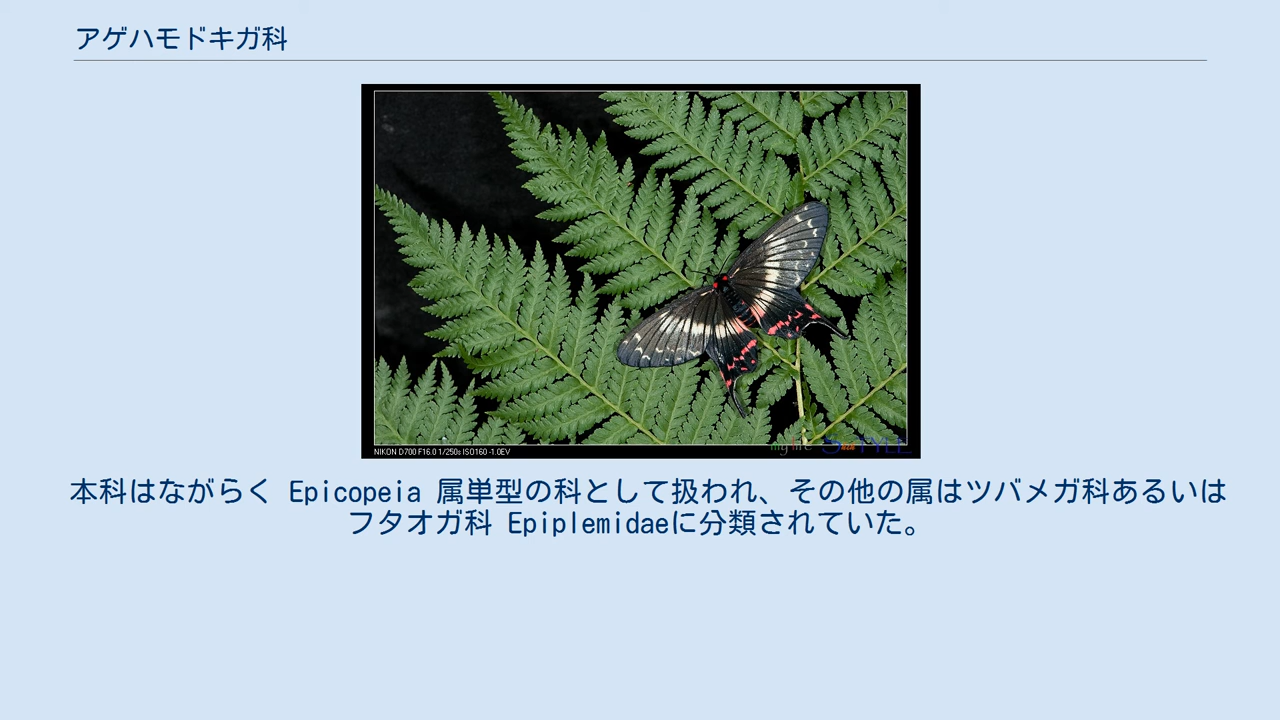 アゲハモドキガ科
NIKON D700 F16.0 1/250s ISO160 -1.0EV
my life STYLE
本科はながらく Epicopeia 属単型の科として扱われ、その他の属はツバメガ科あるいは
フタオガ科 Epiplemidaeに分類されていた。